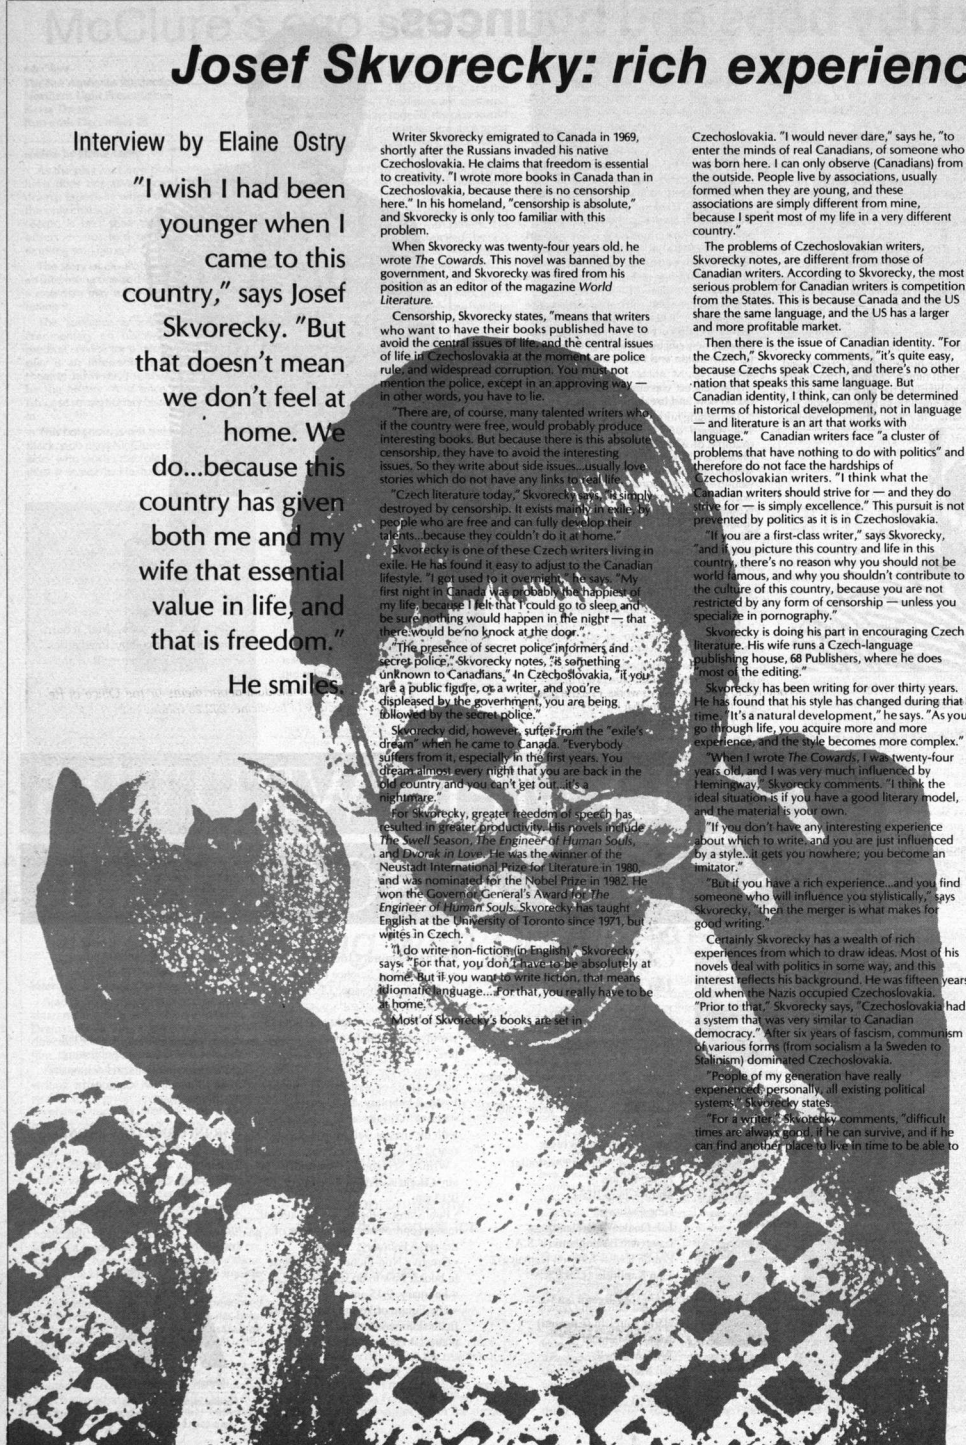 Josef Skvorecky: rich experienc
Interview by Elaine Ostry
"I wish I had been
younger when I
came to this
country," says Josef
Skvorecky. "But
that doesn't mean
we don't feel at
home. We
do...because this
country has given
both me and my
wife that essential
value in life, and
that is freedom."
He smiles.
Writer Skvorecky emigrated to Canada in 1969,
shortly after the Russians invaded his native
Czechoslovakia. He claims that freedom is essential
to creativity. "I wrote more books in Canada than in
Czechoslovakia, because there is no censorship
here." In his homeland, "censorship is absolute,"
and Skvorecky is only too familiar with this
problem.
When Skvorecky was twenty-four years old, he
wrote The Cowards. This novel was banned by the
government, and Skvorecky was fired from his
position as an editor of the magazine World
Literature.
Censorship, Skvorecky states, "means that writers
who want to have their books published have to
avoid the central issues of life, and the central issues
of life in Czechoslovakia at the moment are police
rule, and widespread corruption. You must not
mention the police, except in an approving way —
in other words, you have to lie.
"There are, of course, many talented writers who,
if the country were free, would probably produce
interesting books. But because there is this absolute
censorship, they have to avoid the interesting
issues. So they write about side issues...usually love
stories which do not have any links to real life.
"Czech literature today," Skvorecky says, "is simply
destroyed by censorship. It exists mainly in exile, by
people who are free and can fully develop their
talents...because they couldn't do it at home."
Skvorecky is one of these Czech writers living in
exile. He has found it easy to adjust to the Canadian
lifestyle. "I got used to it overnight," he says. "My
first night in Canada was probably the happiest of
my life, because I felt that I could go to sleep and
be sure nothing would happen in the night — that
there would be no knock at the door."
"The presence of secret police informers and
secret police," Skvorecky notes, "is something
unknown to Canadians." In Czechoslovakia, "if you
are a public figure, or a writer, and you're
displeased by the government, you are being
followed by the secret police."
Skvorecky did, however, suffer from the "exile's
dream" when he came to Canada. "Everybody
suffers from it, especially in the first years. You
dream almost every night that you are back in the
old country and you can't get out...it's a
nightmare."
For Skvorecky, greater freedom of speech has
resulted in greater productivity. His novels include
The Swell Season, The Engineer of Human Souls,
and Dvorak in Love. He was the winner of the
Neustadt International Prize for Literature in 1980,
and was nominated for the Nobel Prize in 1982. He
won the Governor General's Award for The
Engineer of Human Souls. Skvorecky has taught
English at the University of Toronto since 1971, but
writes in Czech.
"I do write non-fiction (in English)," Skvorecky
says. "For that, you don't have to be absolutely at
home. But if you want to write fiction, that means
idiomatic language....For that, you really have to be
at home."
Most of Skvorecky's books are set in
Czechoslovakia. "I would never dare," says he, "to
enter the minds of real Canadians, of someone who
was born here. I can only observe (Canadians) from
the outside. People live by associations, usually
formed when they are young, and these
associations are simply different from mine,
because I spent most of my life in a very different
country."
The problems of Czechoslovakian writers,
Skvorecky notes, are different from those of
Canadian writers. According to Skvorecky, the most
serious problem for Canadian writers is competition
from the States. This is because Canada and the US
share the same language, and the US has a larger
and more profitable market.
Then there is the issue of Canadian identity. "For
the Czech," Skvorecky comments, "it's quite easy,
because Czechs speak Czech, and there's no other
nation that speaks this same language. But
Canadian identity, I think, can only be determined
in terms of historical development, not in language
— and literature is an art that works with
language." Canadian writers face "a cluster of
problems that have nothing to do with politics" and
therefore do not face the hardships of
Czechoslovakian writers. "I think what the
Canadian writers should strive for — and they do
strive for — is simply excellence." This pursuit is not
prevented by politics as it is in Czechoslovakia.
"If you are a first-class writer," says Skvorecky,
"and if you picture this country and life in this
country, there's no reason why you should not be
world famous, and why you shouldn't contribute to
the culture of this country, because you are not
restricted by any form of censorship — unless you
specialize in pornography."
Skvorecky is doing his part in encouraging Czech
literature. His wife runs a Czech-language
publishing house, 68 Publishers, where he does
"most of the editing."
Skvorecky has been writing for over thirty years.
He has found that his style has changed during that
time. "It's a natural development," he says. "As you
go through life, you acquire more and more
experience, and the style becomes more complex."
"When I wrote The Cowards, I was twenty-four
years old, and I was very much influenced by
Hemingway," Skvorecky comments. "I think the
ideal situation is if you have a good literary model,
and the material is your own.
"If you don't have any interesting experience
about which to write, and you are just influenced
by a style...it gets you nowhere; you become an
imitator."
"But if you have a rich experience...and you find
someone who will influence you stylistically," says
Skvorecky, "then the merger is what makes for
good writing."
Certainly Skvorecky has a wealth of rich
experiences from which to draw ideas. Most of his
novels deal with politics in some way, and this
interest reflects his background. He was fifteen years
old when the Nazis occupied Czechoslovakia.
"Prior to that," Skvorecky says, "Czechoslovakia had
a system that was very similar to Canadian
democracy." After six years of fascism, communism
of various forms (from socialism a la Sweden to
Stalinism) dominated Czechoslovakia.
"People of my generation have really
experienced, personally, all existing political
systems," Skvorecky states.
"For a writer," Skvorecky comments, "difficult
times are always good, if he can survive, and if he
can find another place to live in time to be able to